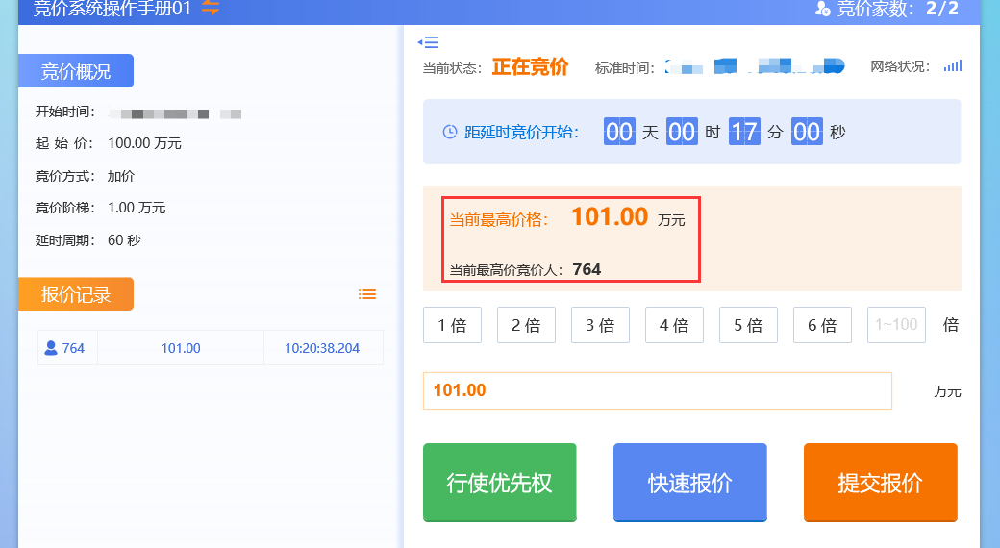 竞价系统操作手册01
竞价家数：2/2
竞价概况
开始时间：
起 始 价： 100.00 万元
竞价方式： 加价
竞价阶梯： 1.00 万元
延时周期： 60 秒
报价记录
764 101.00 10:20:38.204
当前状态： 正在竞价 标准时间： 网络状况：
距延时竞价开始： 00 天 00 时 17 分 00 秒
当前最高价格： 101.00 万元
当前最高价竞价人：764
1 倍 2 倍 3 倍 4 倍 5 倍 6 倍 1~100 倍
101.00 万元
行使优先权 快速报价 提交报价